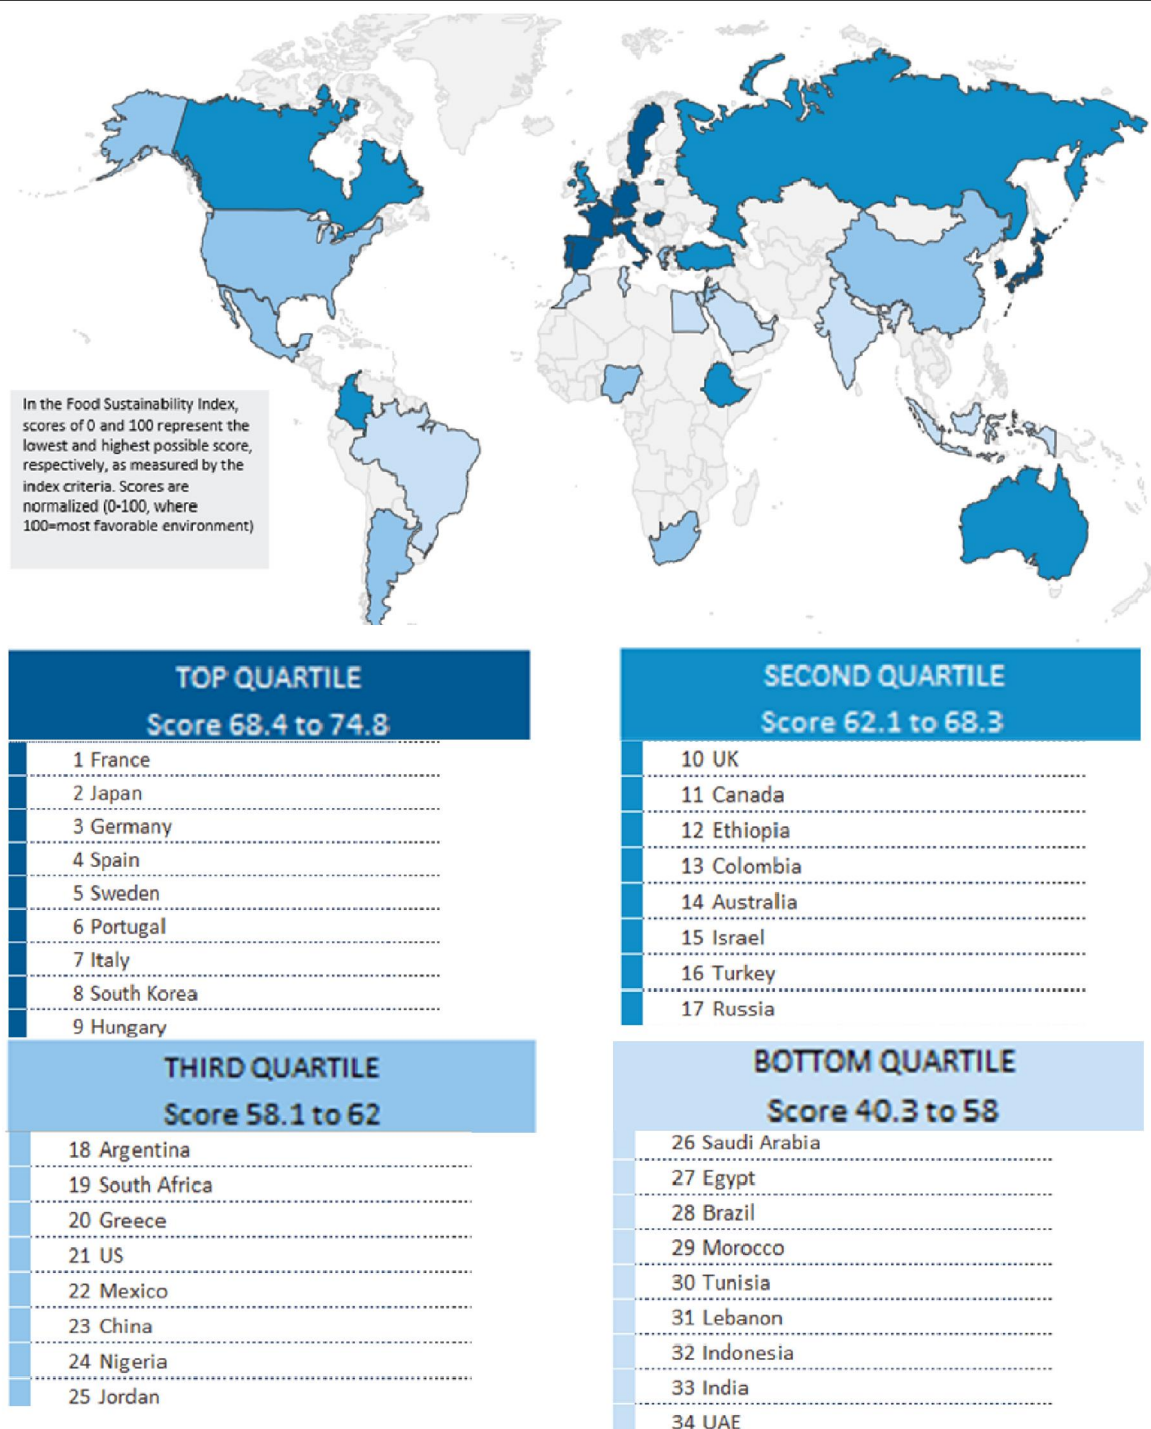 In the Food Sustainability Index,
scores of 0 and 100 represent the
lowest and highest possible score,
respectively, as measured by the
index criteria. Scores are
normalized (0-100, where
100=most favorable environment)
TOP QUARTILE
Score 68.4 to 74.8
1 France
2 Japan
3 Germany
4 Spain
5 Sweden
6 Portugal
7 Italy
8 South Korea
9 Hungary
SECOND QUARTILE
Score 62.1 to 68.3
10 UK
11 Canada
12 Ethiopia
13 Colombia
14 Australia
15 Israel
16 Turkey
17 Russia
THIRD QUARTILE
Score 58.1 to 62
18 Argentina
19 South Africa
20 Greece
21 US
22 Mexico
23 China
24 Nigeria
25 Jordan
BOTTOM QUARTILE
Score 40.3 to 58
26 Saudi Arabia
27 Egypt
28 Brazil
29 Morocco
30 Tunisia
31 Lebanon
32 Indonesia
33 India
34 UAE